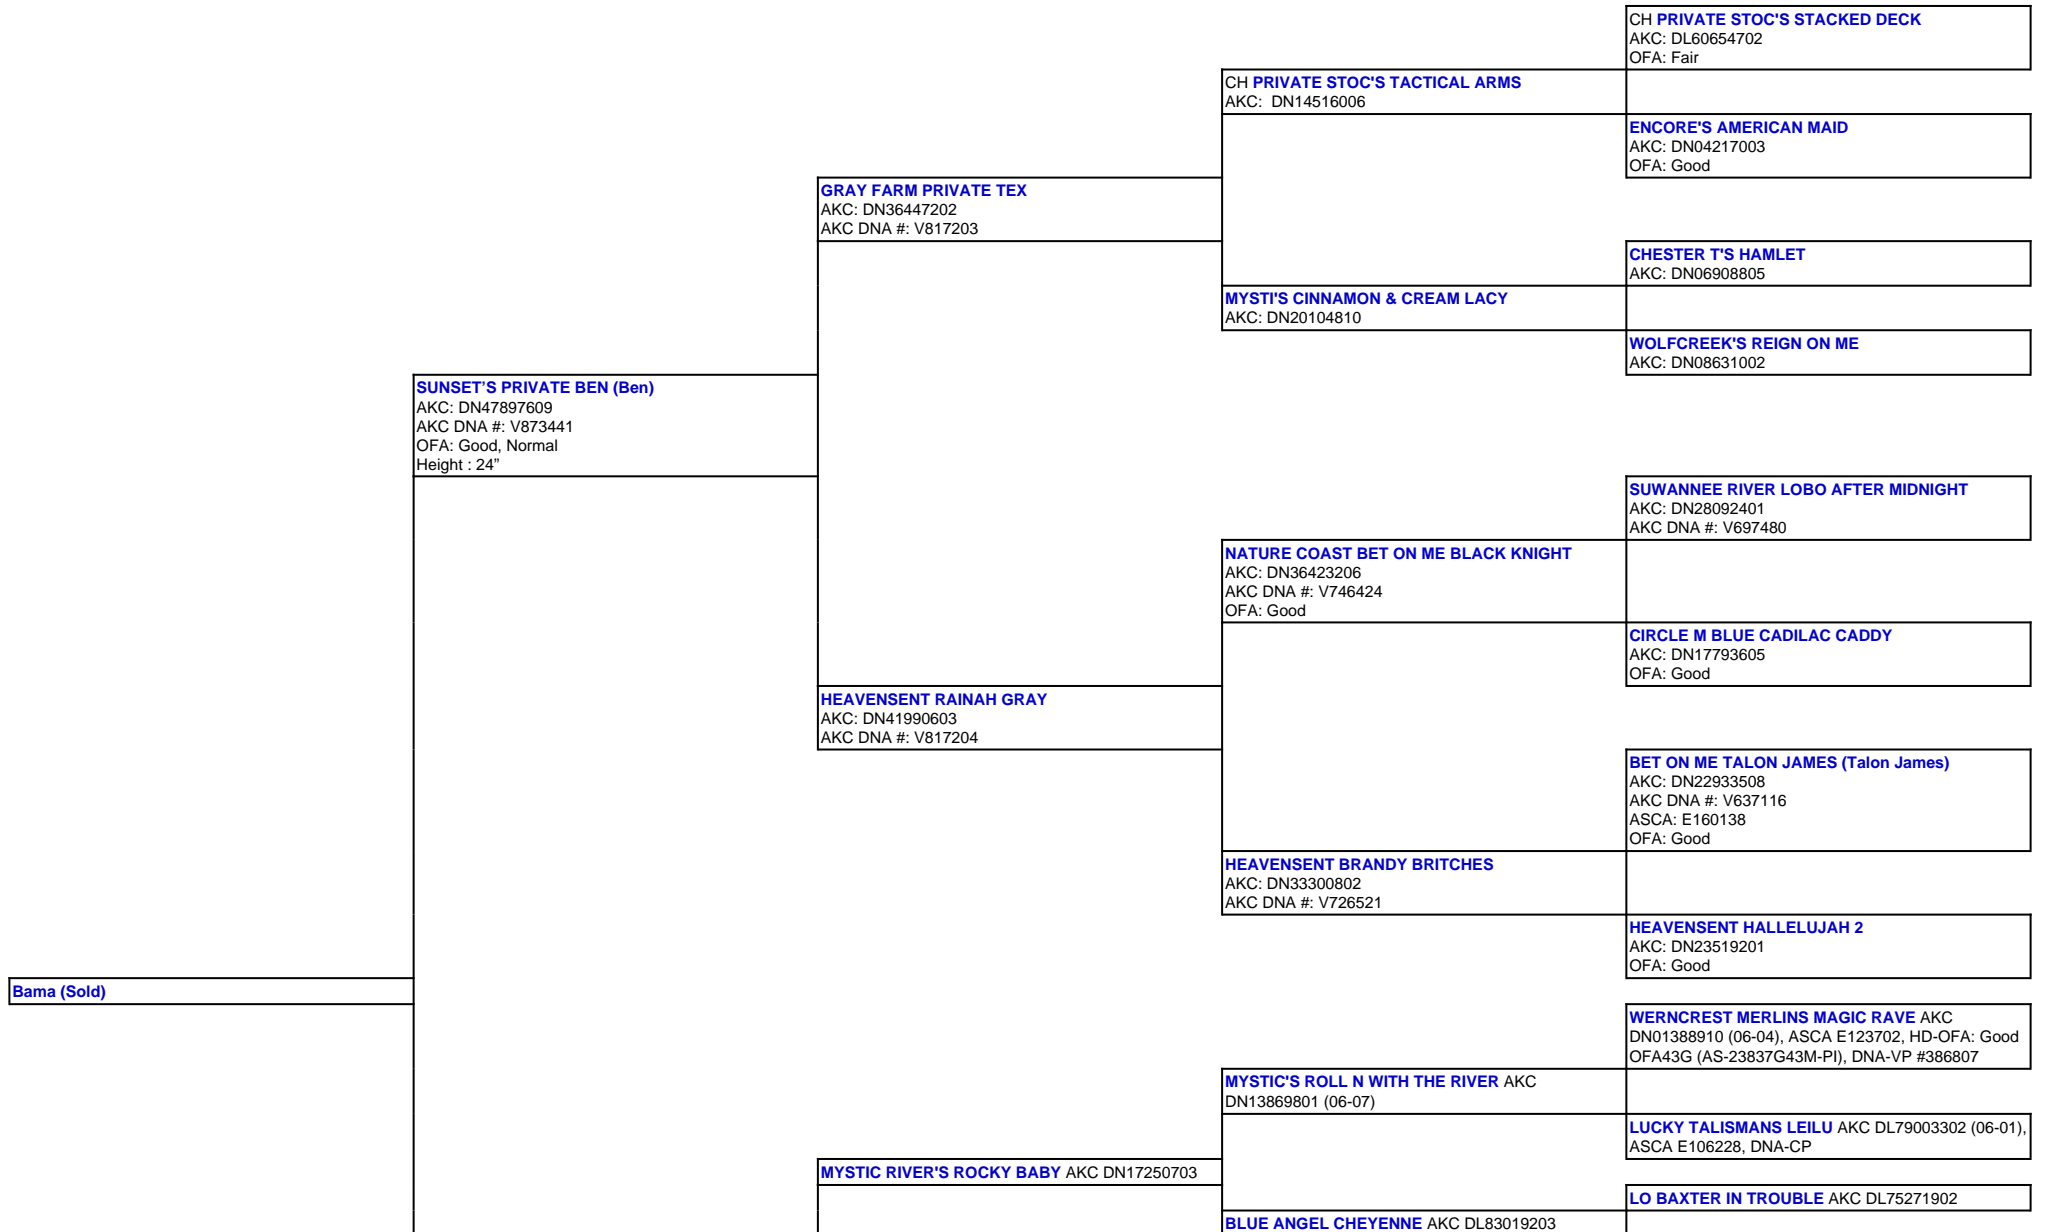 CH PRIVATE STOC'S STACKED DECK
AKC: DL60654702
OFA: Fair
CH PRIVATE STOC'S TACTICAL ARMS
AKC:  DN14516006
ENCORE'S AMERICAN MAID
AKC: DN04217003
OFA: Good
GRAY FARM PRIVATE TEX
AKC: DN36447202
AKC DNA #: V817203
CHESTER T'S HAMLET
AKC: DN06908805
MYSTI'S CINNAMON & CREAM LACY
AKC: DN20104810
WOLFCREEK'S REIGN ON ME
AKC: DN08631002
SUNSET’S PRIVATE BEN (Ben)
AKC: DN47897609
AKC DNA #: V873441
OFA: Good, Normal
Height : 24”
SUWANNEE RIVER LOBO AFTER MIDNIGHT
AKC: DN28092401
AKC DNA #: V697480
NATURE COAST BET ON ME BLACK KNIGHT
AKC: DN36423206
AKC DNA #: V746424
OFA: Good
CIRCLE M BLUE CADILAC CADDY
AKC: DN17793605
OFA: Good
HEAVENSENT RAINAH GRAY
AKC: DN41990603
AKC DNA #: V817204
BET ON ME TALON JAMES (Talon James)
AKC: DN22933508
AKC DNA #: V637116
ASCA: E160138
OFA: Good
HEAVENSENT BRANDY BRITCHES
AKC: DN33300802
AKC DNA #: V726521
HEAVENSENT HALLELUJAH 2
AKC: DN23519201
OFA: Good
Bama (Sold)
WERNCREST MERLINS MAGIC RAVE AKC
DN01388910 (06-04), ASCA E123702, HD-OFA: Good
OFA43G (AS-23837G43M-PI), DNA-VP #386807
MYSTIC'S ROLL N WITH THE RIVER AKC
DN13869801 (06-07)
LUCKY TALISMANS LEILU AKC DL79003302 (06-01),
ASCA E106228, DNA-CP
MYSTIC RIVER'S ROCKY BABY AKC DN17250703
LO BAXTER IN TROUBLE AKC DL75271902
BLUE ANGEL CHEYENNE AKC DL83019203